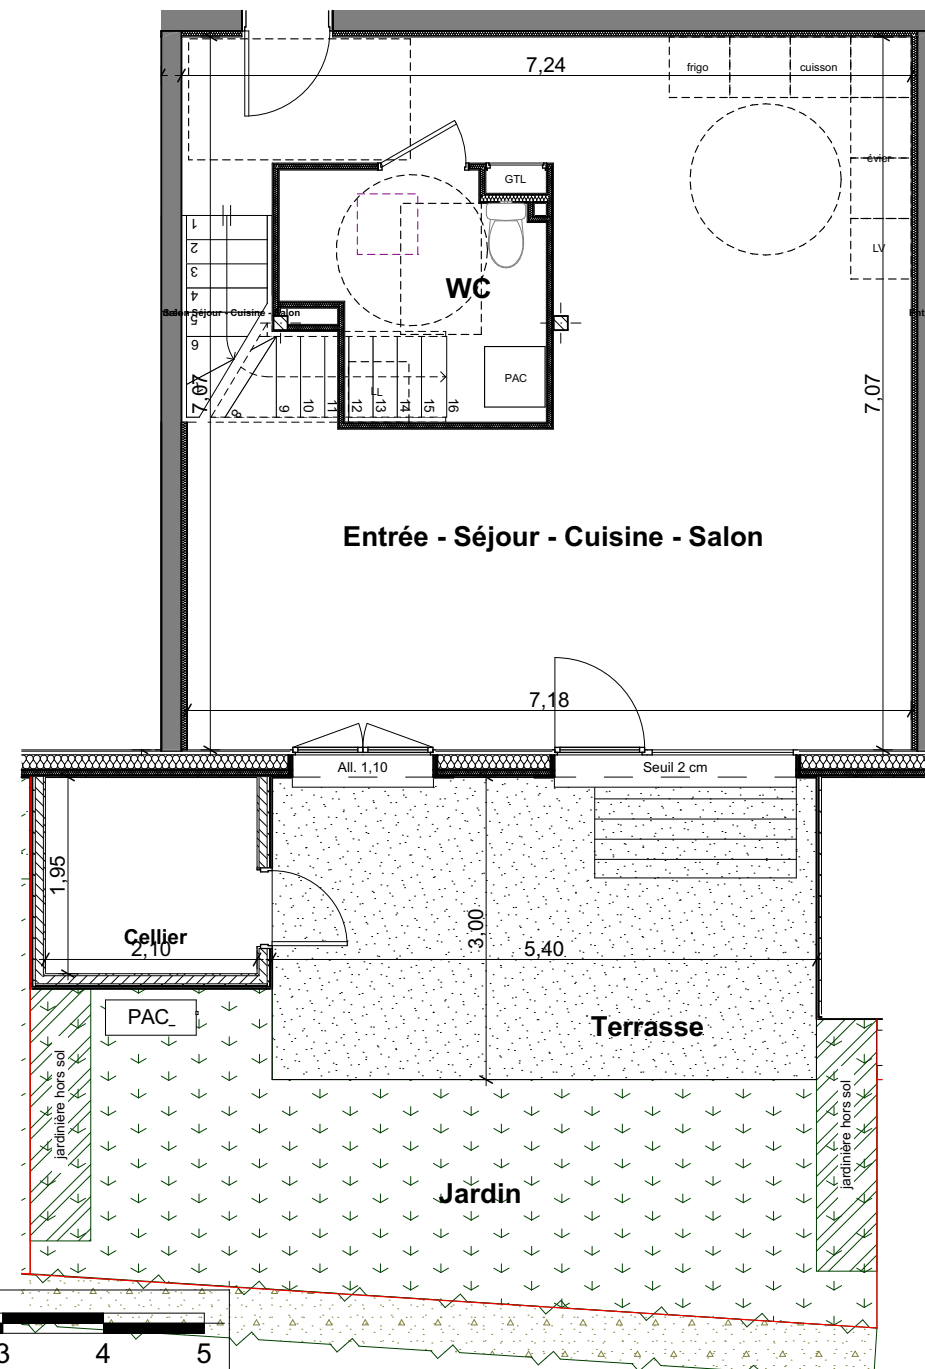 7,24
frigo
cuisson
évier
LV
GTL
WC
PAC
1
2
3
4
5
6
8
9
10
11
12
13
14
15
16
LL
Séjour - Cuisine - Salon
7,07
7,07
Entrée - Séjour - Cuisine - Salon
7,18
All. 1,10
Seuil 2 cm
1,95
Cellier
2,10
3,00
5,40
PAC
Terrasse
jardinière hors sol
jardinière hors sol
Jardin
3 4 5